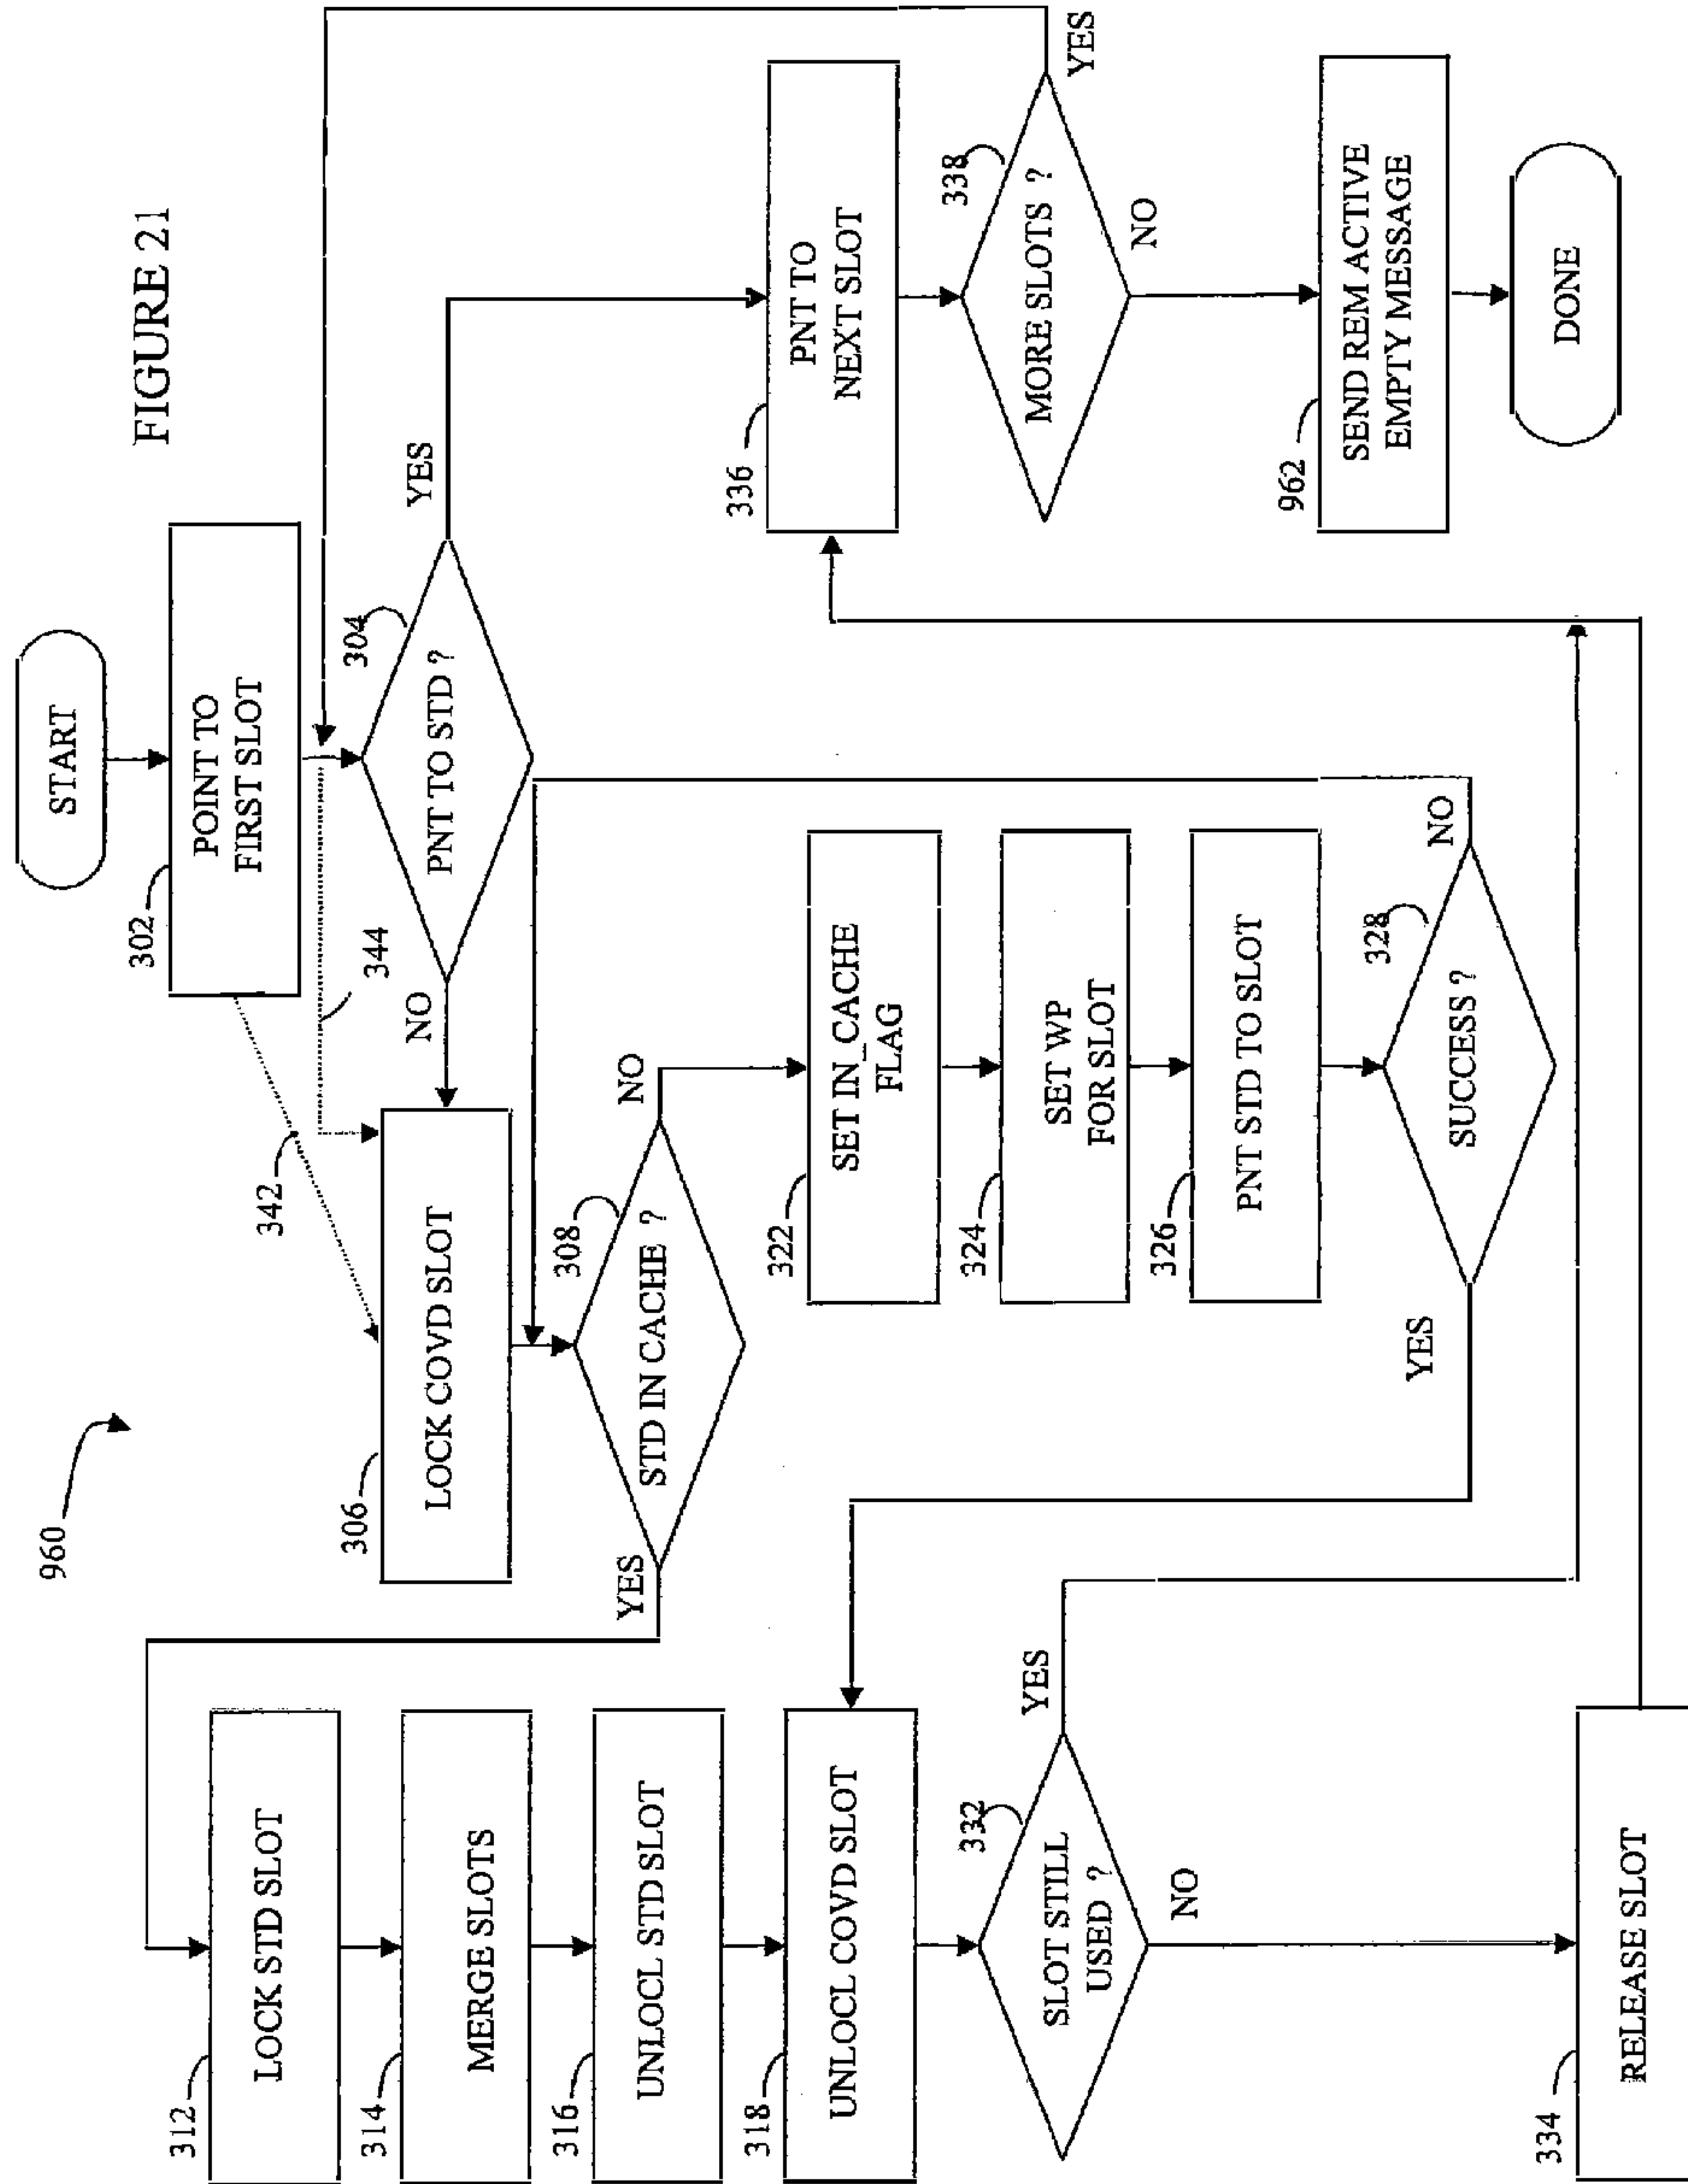 FIGURE 21
960
START
302
POINT TO
FIRST SLOT
342
344
304
PNT TO STD ?
YES
NO
306
LOCK COVD SLOT
308
STD IN CACHE ?
YES
NO
312
LOCK STD SLOT
314
MERGE SLOTS
316
UNLOCL STD SLOT
318
UNLOCL COVD SLOT
322
SET IN_CACHE
FLAG
324
SET WP
FOR SLOT
326
PNT STD TO SLOT
328
SUCCESS ?
YES
NO
332
SLOT STILL
USED ?
YES
NO
334
RELEASE SLOT
336
PNT TO
NEXT SLOT
338
MORE SLOTS ?
YES
NO
962
SEND REM ACTIVE
EMPTY MESSAGE
DONE